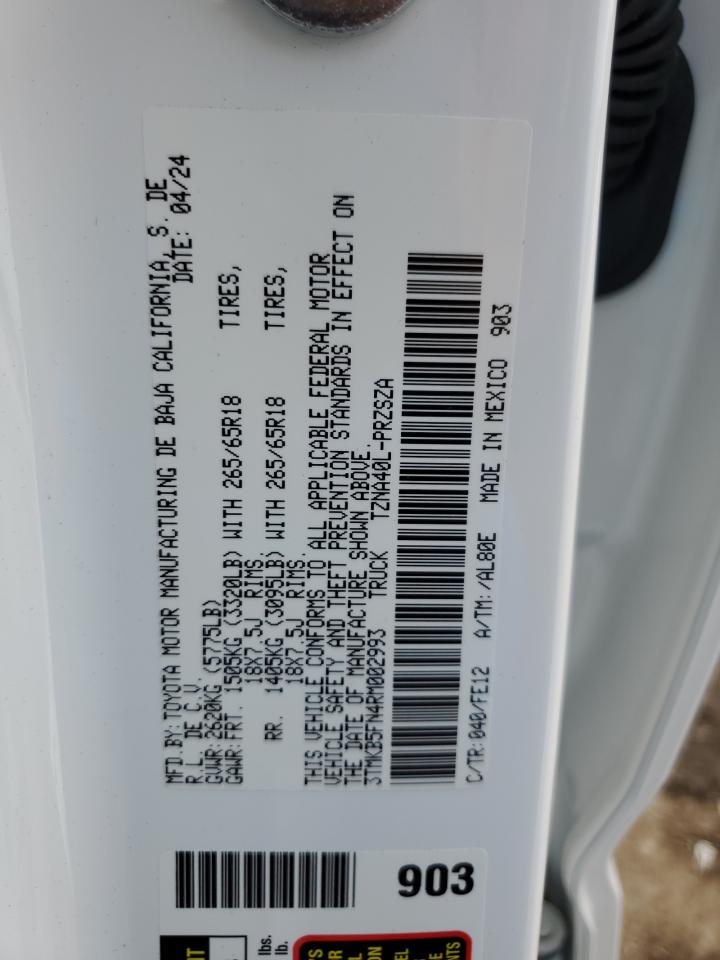 MFD.BY:TOYOTA MOTOR MANUFACTURING DE BAJA CALIFORNIA, S. DE
R.L. DE C.V. DATE: 04/24
GVWR:2620KG (5775LB)
GAWR:FRT. 1505KG (3320LB) WITH 265/65R18 TIRES,
18X7.5J RIMS
RR. 1405KG (3095LB) WITH 265/65R18 TIRES,
18X7.5J RIMS.
THIS VEHICLE CONFORMS TO ALL APPLICABLE FEDERAL MOTOR
VEHICLE SAFETY AND THEFT PREVENTION STANDARDS IN EFFECT ON
THE DATE OF MANUFACTURE SHOWN ABOVE.
3TMKB5FN4RM002993 TRUCK TZNA40L-PRZSZA
C/TR:040/FE12 A/TM:/AL80E MADE IN MEXICO 903
903
lbs.
lb.